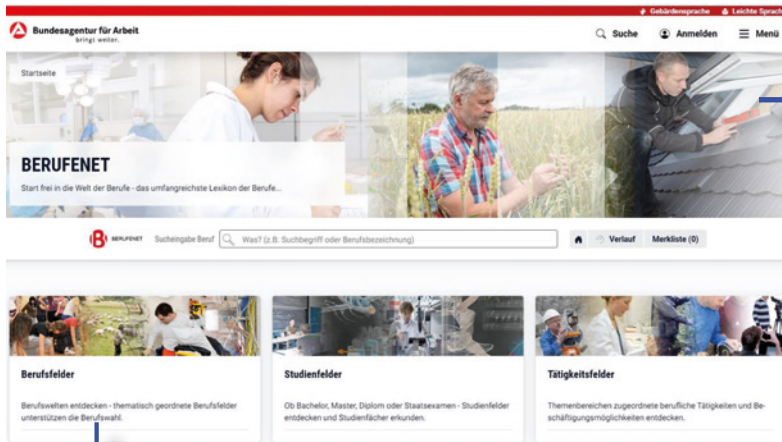 Gebärdensprache Leichte Sprach
Bundesagentur für Arbeit
bringt weiter.
Suche Anmelden Menü
Startseite
BERUFENET
Start frei in die Welt der Berufe - das umfangreichste Lexikon der Berufe...
BERUFENET Sucheingabe Beruf Was? (z.B. Suchbegriff oder Berufsbezeichnung) Verlauf Merkliste (0)
Berufsfelder
Berufswelten entdecken - thematisch geordnete Berufsfelder
unterstützen die Berufswahl.
Studienfelder
Ob Bachelor, Master, Diplom oder Staatsexamen - Studienfelder
entdecken und Studienfächer erkunden.
Tätigkeitsfelder
Themenbereichen zugeordnete berufliche Tätigkeiten und Be-
schäftigungsmöglichkeiten entdecken.